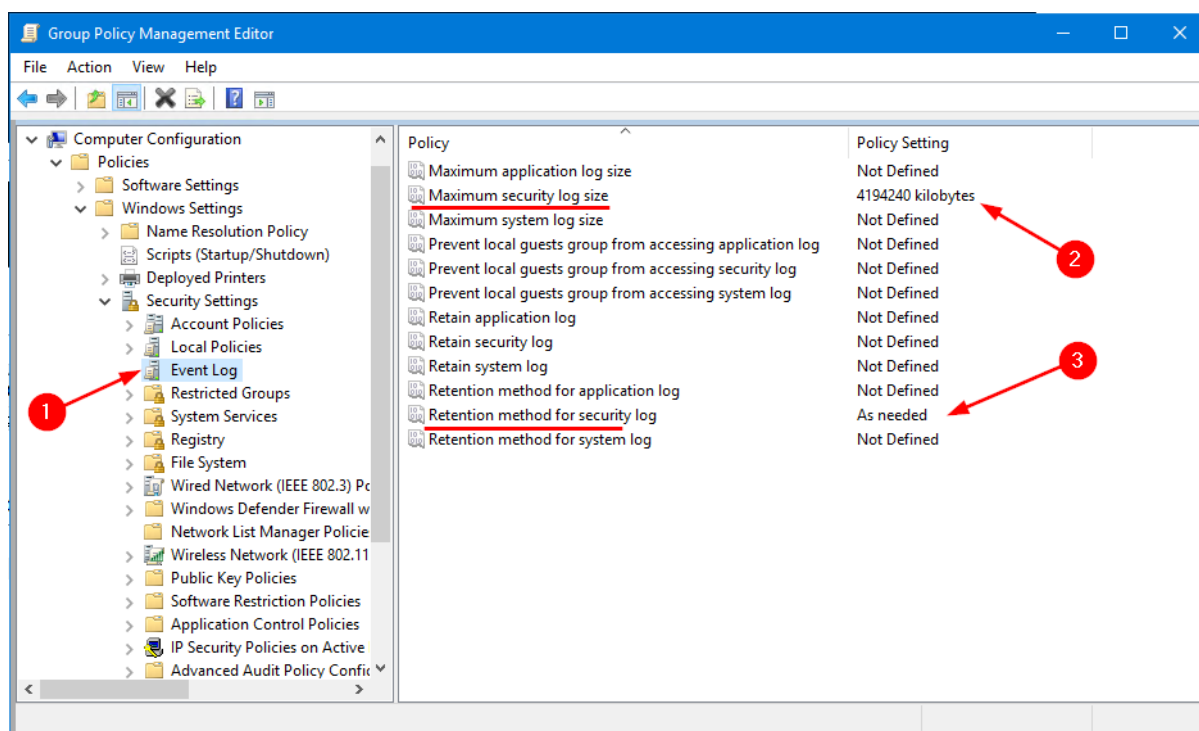 Group Policy Management Editor
File Action View Help
Computer Configuration
Policies
Software Settings
Windows Settings
Name Resolution Policy
Scripts (Startup/Shutdown)
Deployed Printers
Security Settings
Account Policies
Local Policies
Event Log
Restricted Groups
System Services
Registry
File System
Wired Network (IEEE 802.3) Pc
Windows Defender Firewall w
Network List Manager Policie
Wireless Network (IEEE 802.11
Public Key Policies
Software Restriction Policies
Application Control Policies
IP Security Policies on Active
Advanced Audit Policy Config
1
Policy Policy Setting
Maximum application log size Not Defined
Maximum security log size 4194240 kilobytes
Maximum system log size Not Defined
Prevent local guests group from accessing application log Not Defined
Prevent local guests group from accessing security log Not Defined
Prevent local guests group from accessing system log Not Defined
Retain application log Not Defined
Retain security log Not Defined
Retain system log Not Defined
Retention method for application log Not Defined
Retention method for security log As needed
Retention method for system log Not Defined
2
3